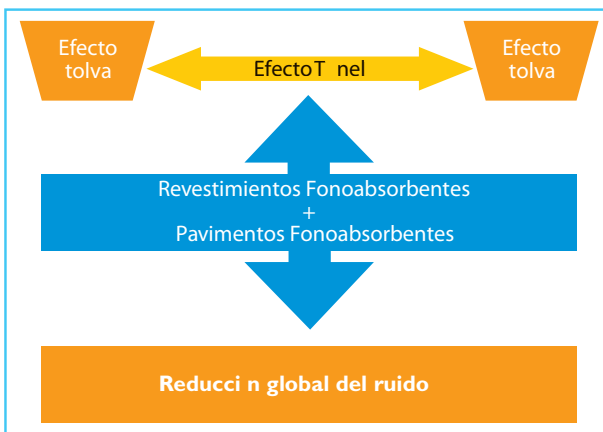 Efecto
tolva
EfectoT nel
Efecto
tolva
Revestimientos Fonoabsorbentes
+
Pavimentos Fonoabsorbentes
Reducci n global del ruido